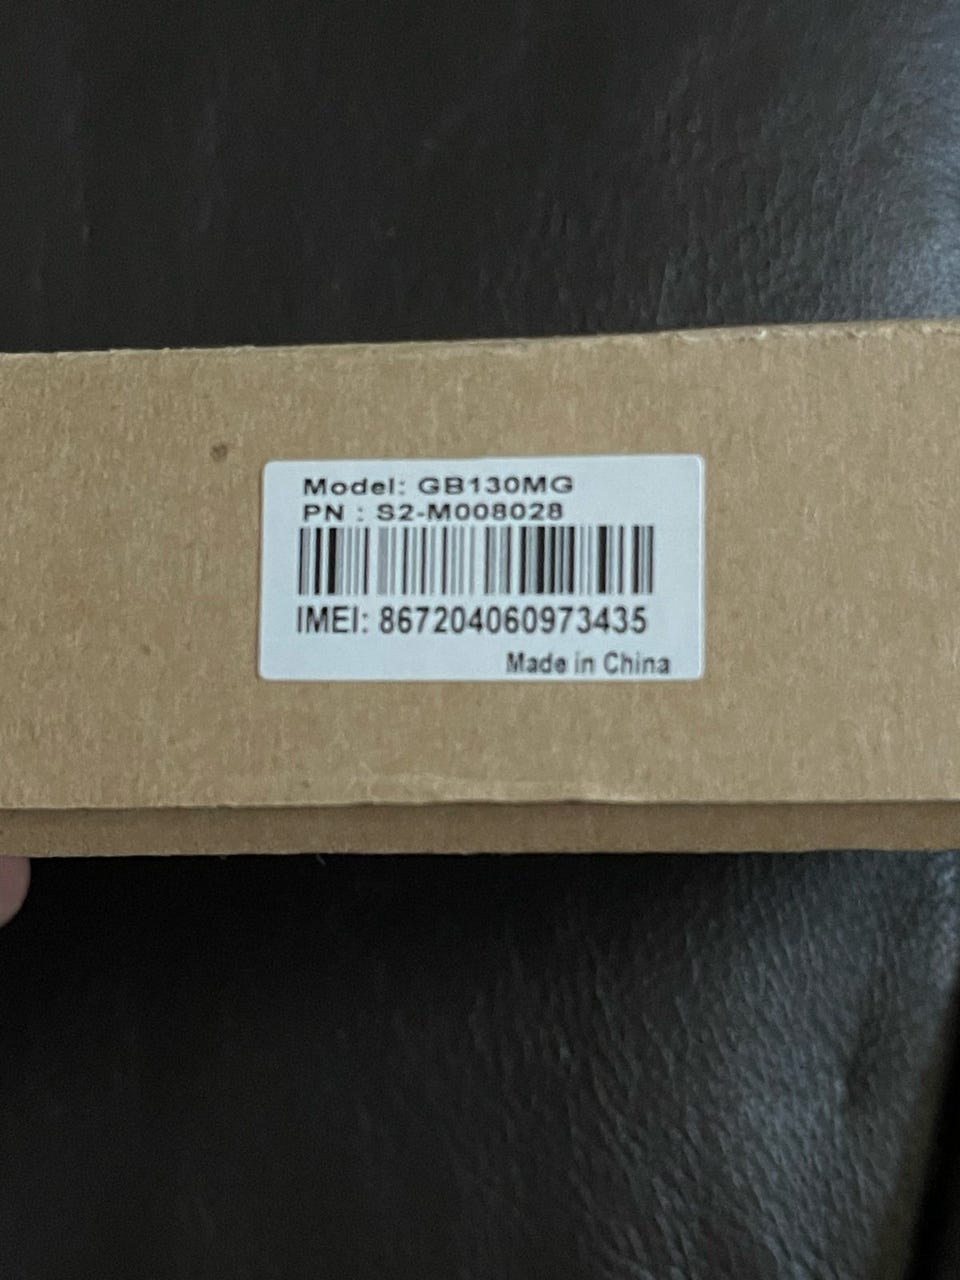 Model: GB130MG
PN : S2-M008028
IMEI: 867204060973435
Made in China